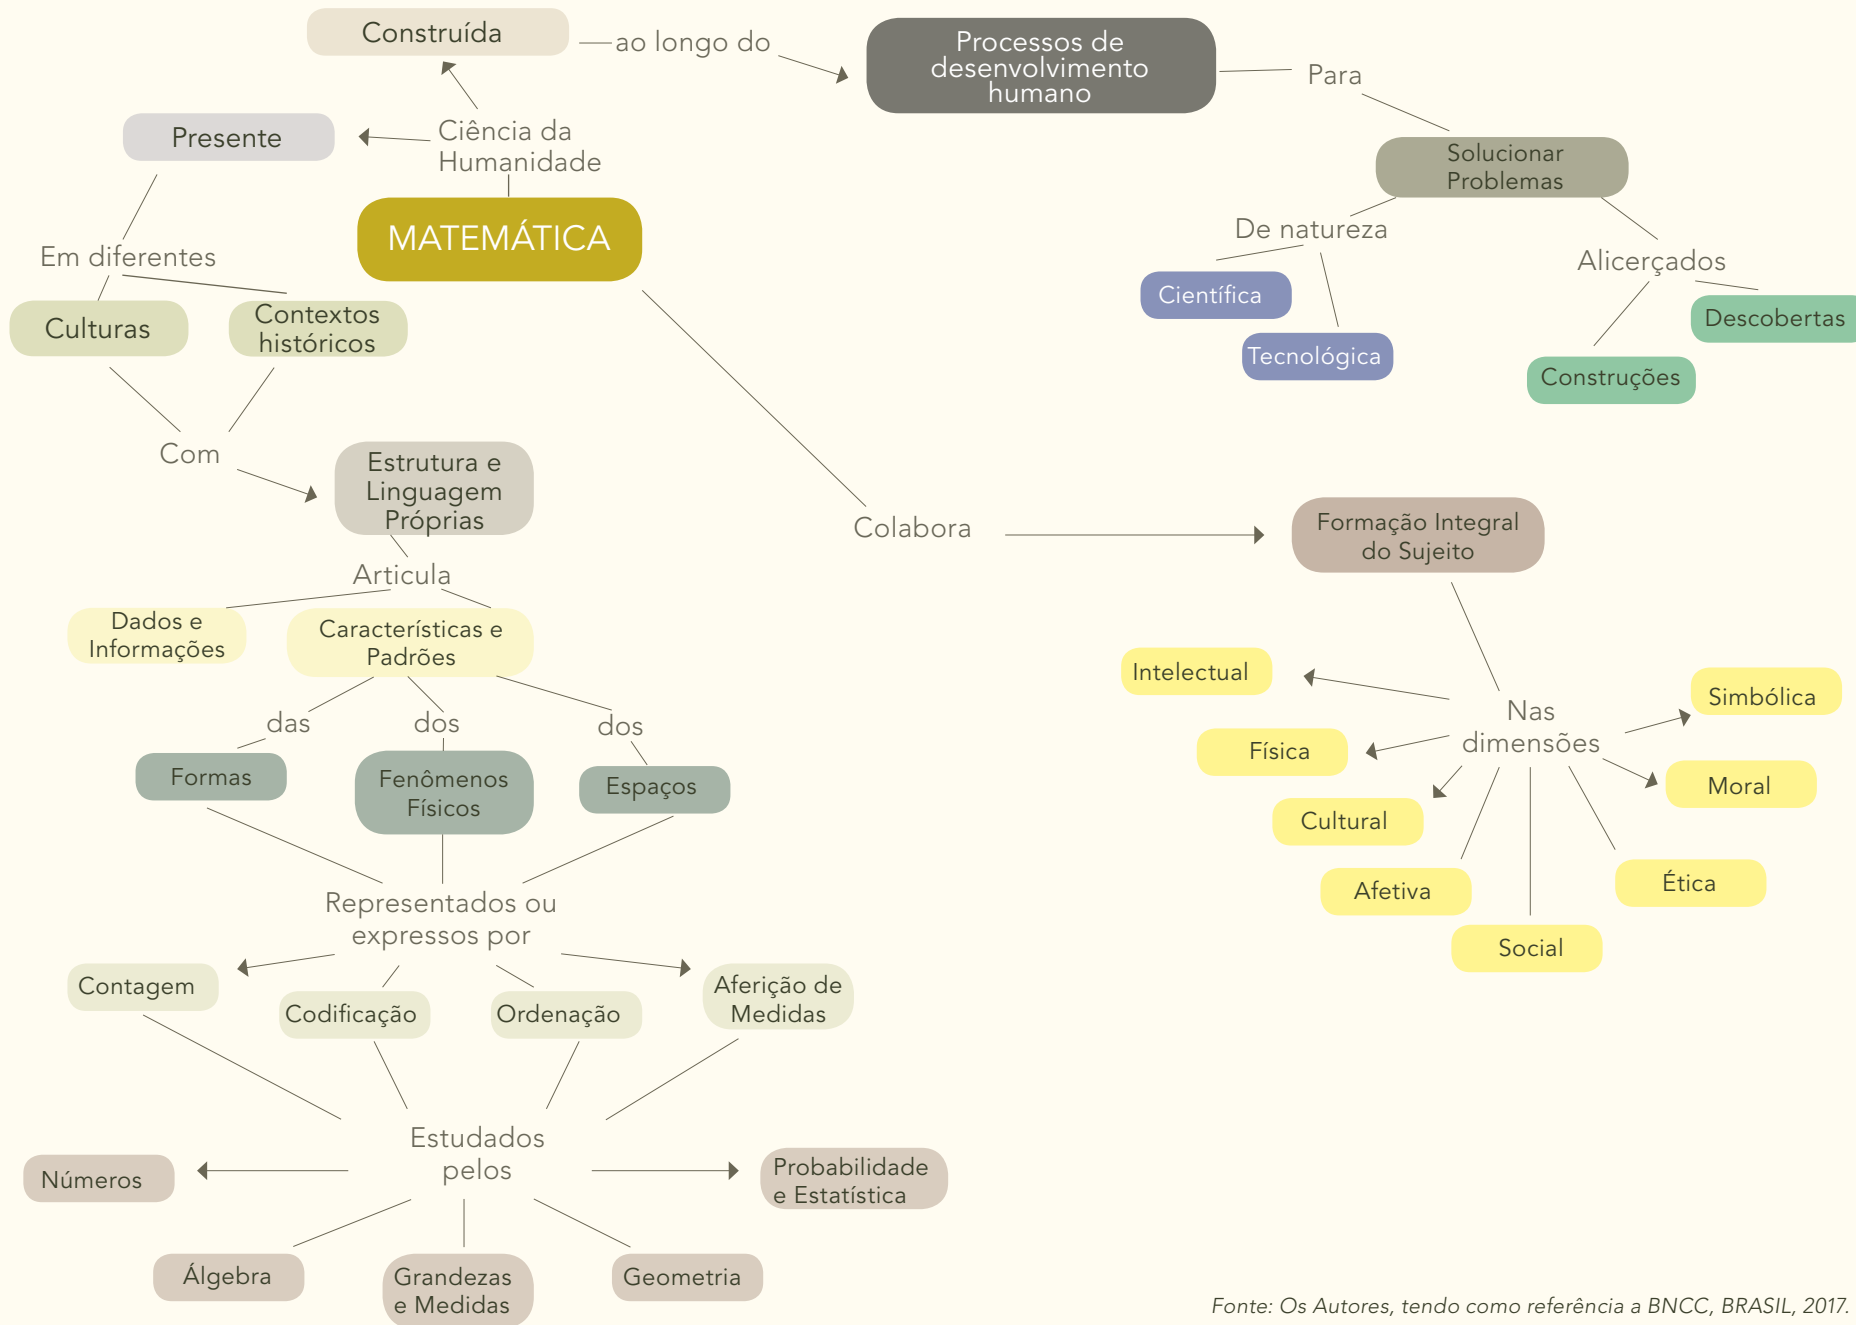 Construída
ao longo do
Processos de
desenvolvimento
humano
Para
Presente
Ciência da
Humanidade
Solucionar
Problemas
MATEMÁTICA
De natureza
Alicerçados
Em diferentes
Científica
Descobertas
Culturas
Contextos
históricos
Tecnológica
Construções
Com
Estrutura e
Linguagem
Próprias
Colabora
Formação Integral
do Sujeito
Articula
Dados e
Informações
Características e
Padrões
das
dos
dos
Formas
Fenômenos
Físicos
Espaços
Intelectual
Nas
dimensões
Simbólica
Física
Moral
Cultural
Afetiva
Ética
Social
Representados ou
expressos por
Contagem
Codificação
Ordenação
Aferição de
Medidas
Estudados
pelos
Números
Probabilidade
e Estatística
Álgebra
Grandezas
e Medidas
Geometria
Fonte: Os Autores, tendo como referência a BNCC, BRASIL, 2017.